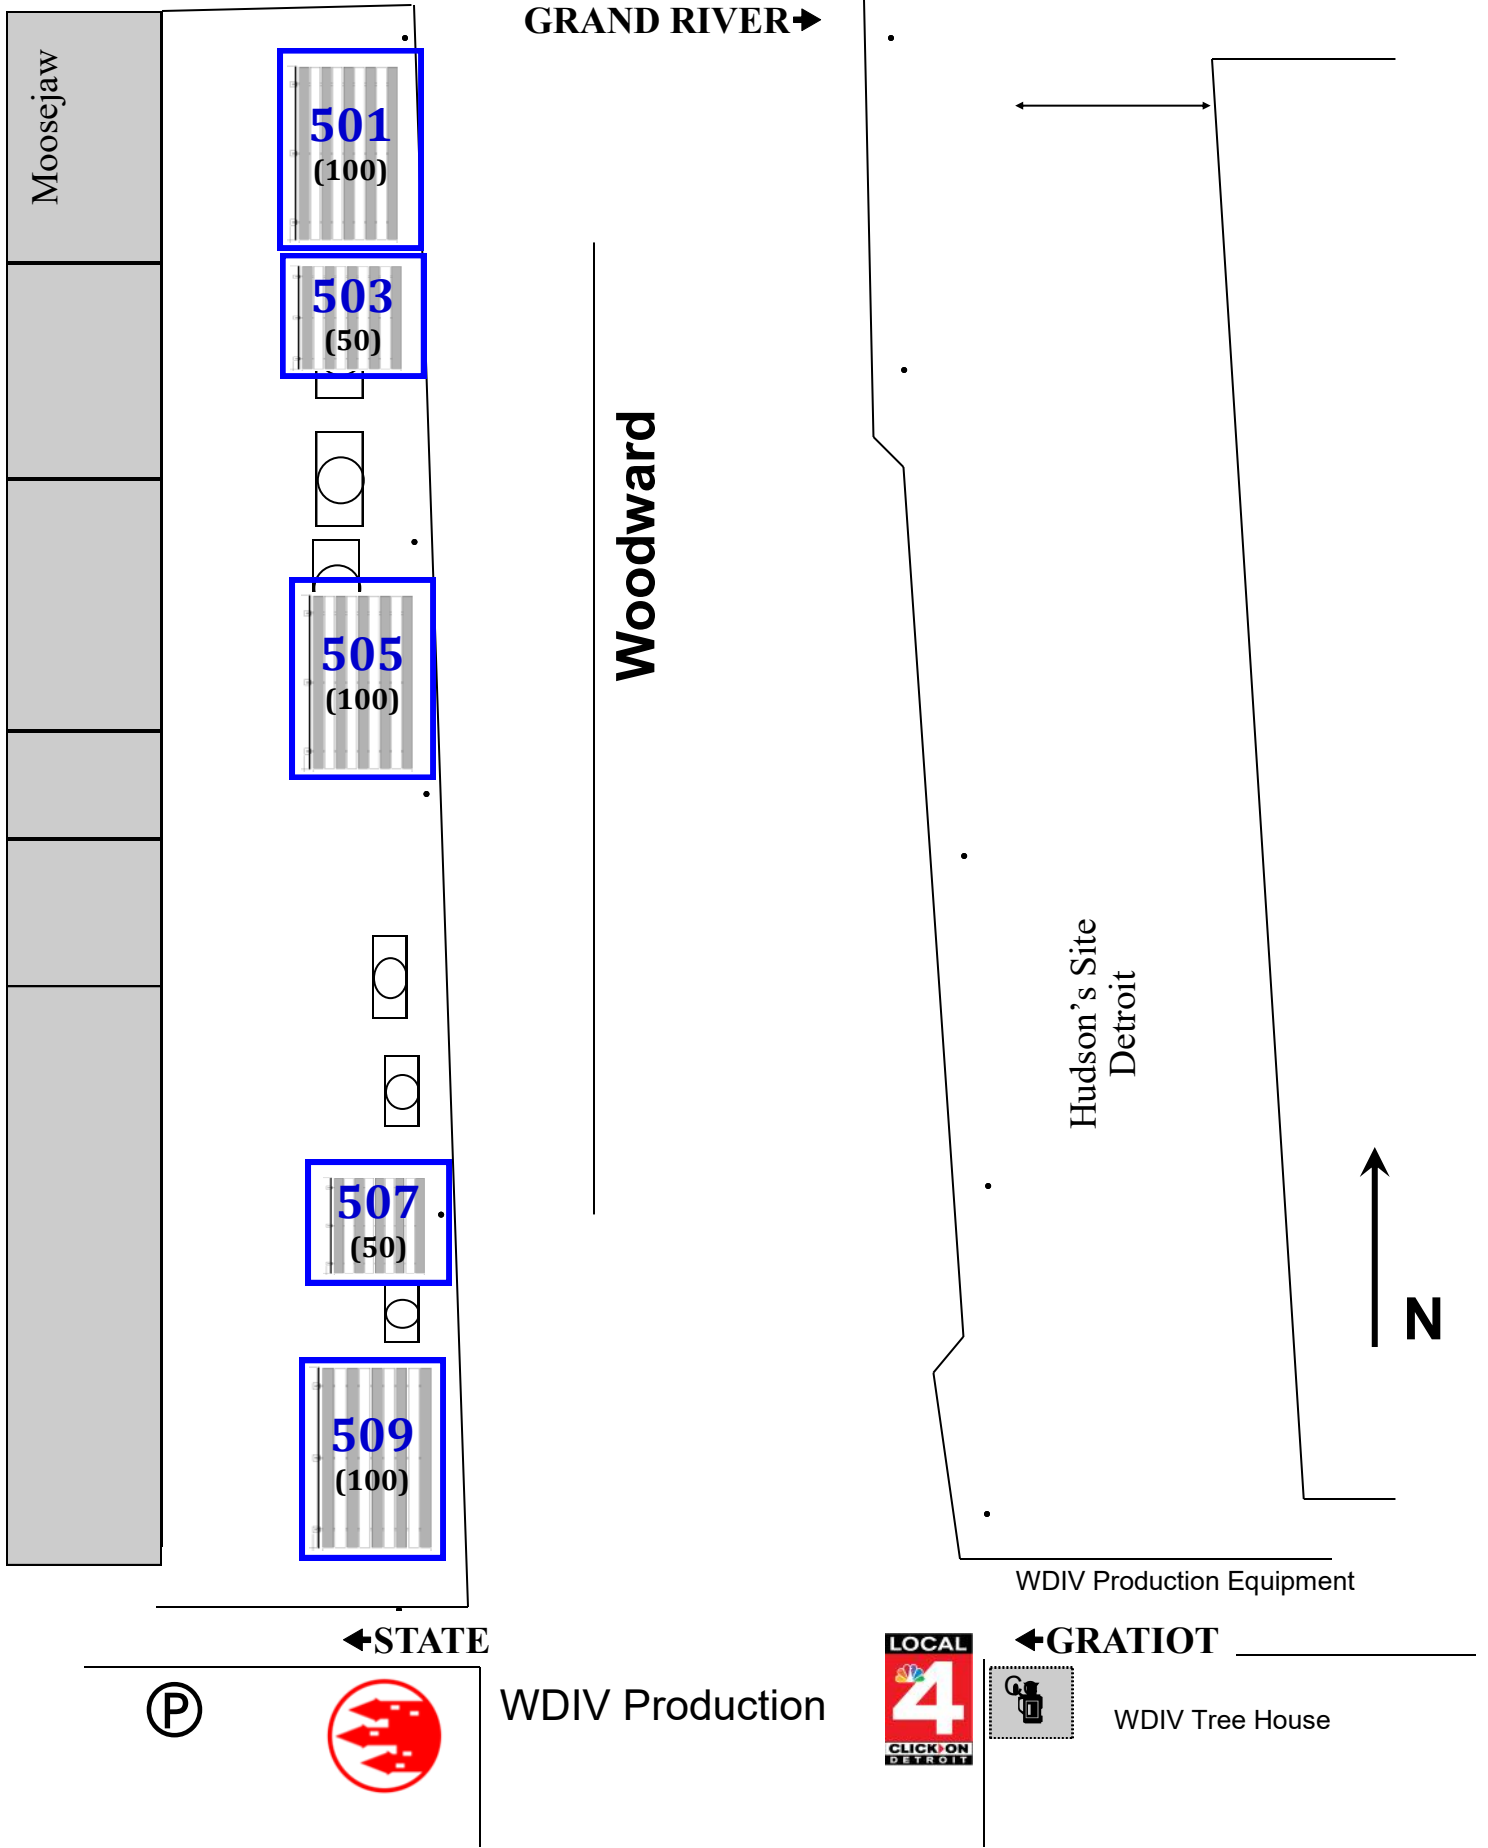 GRAND RIVER
Moosejaw
501
(100)
503
(50)
Woodward
505
(100)
Hudson's Site
Detroit
507
(50)
N
509
(100)
WDIV Production Equipment
STATE
LOCAL
4
CLICK ON
DETROIT
GRATIOT
P
WDIV Production
WDIV Tree House